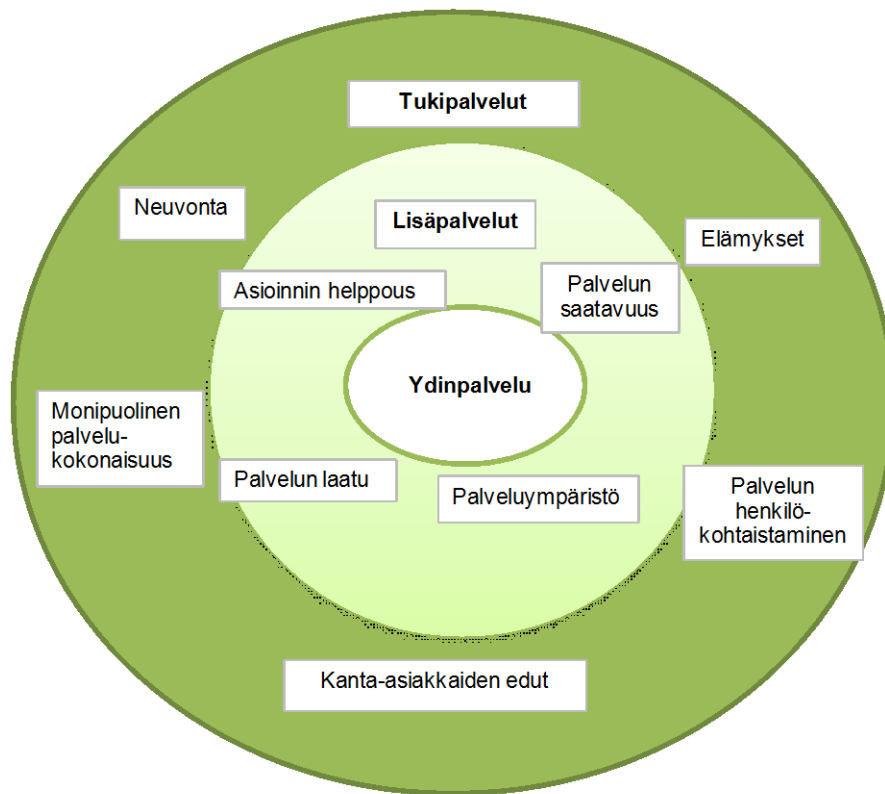 Tukipalvelut
Neuvonta
Lisäpalvelut
Elämykset
Asioinnin helppous
Palvelun
saatavuus
Ydinpalvelu
Monipuolinen
palvelu-
kokonaisuus
Palvelun laatu
Palveluympäristö
Palvelun
henkilö-
kohtaistaminen
Kanta-asiakkaiden edut